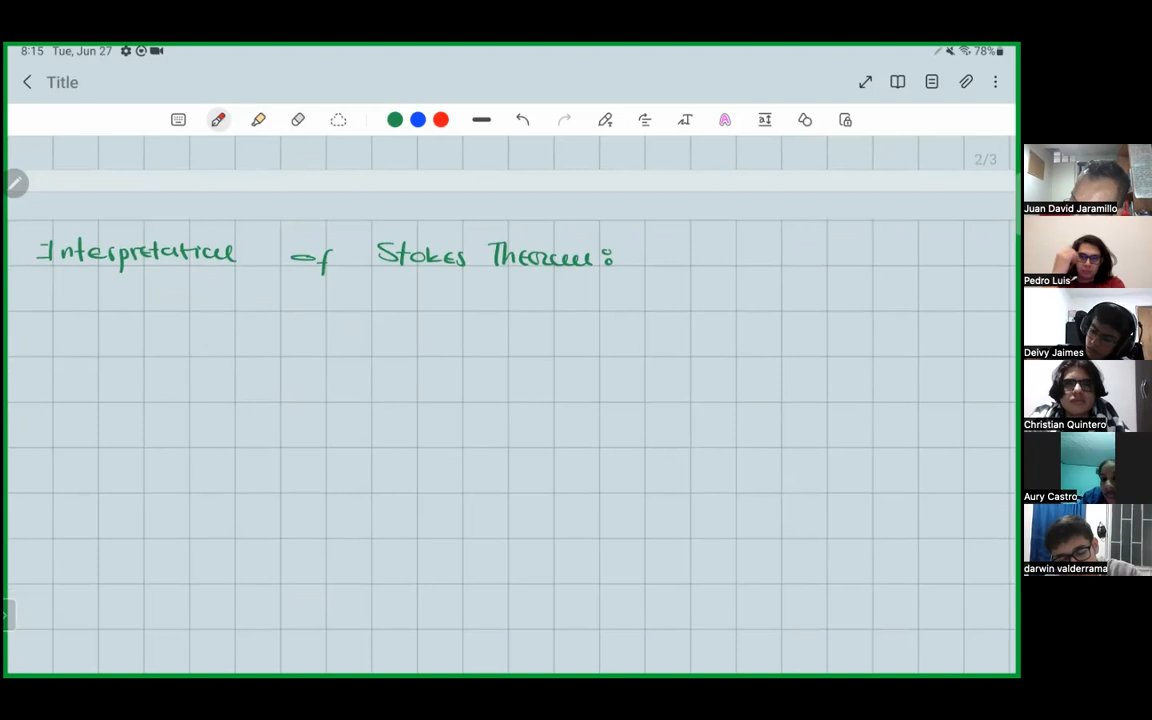 8:15 Tue, Jun 27 78%
Title
2/3
Interpretation of Stokes Theorem:
Juan David Jaramillo
Pedro Luis
Deivy Jaimes
Christian Quintero
Aury Castro
darwin valderrama